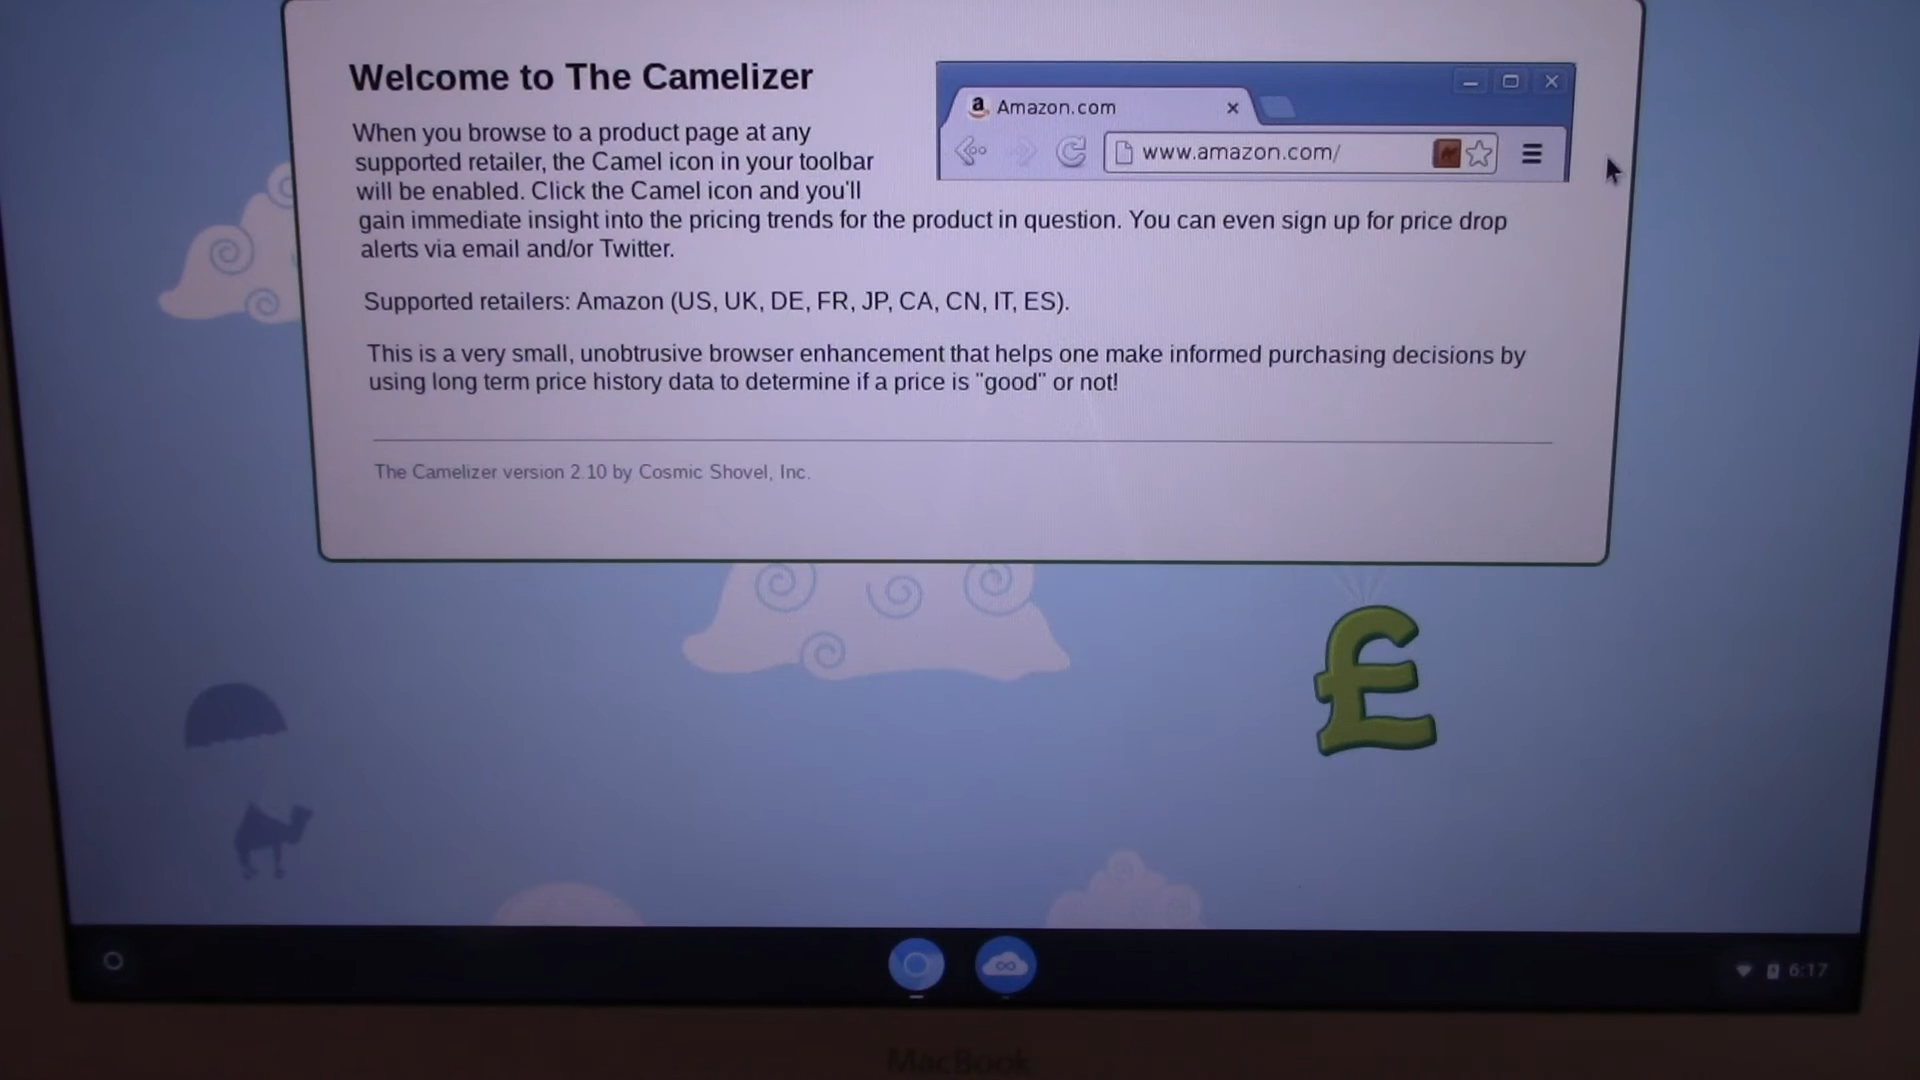 Welcome to The Camelizer
When you browse to a product page at any
supported retailer, the Camel icon in your toolbar
will be enabled. Click the Camel icon and you'll
gain immediate insight into the pricing trends for the product in question. You can even sign up for price drop
alerts via email and/or Twitter.
a Amazon.com
www.amazon.com/
Supported retailers: Amazon (US, UK, DE, FR, JP, CA, CN, IT, ES).
This is a very small, unobtrusive browser enhancement that helps one make informed purchasing decisions by
using long term price history data to determine if a price is "good" or not!
The Camelizer version 2.10 by Cosmic Shovel, Inc.
£
6:17
MacBook